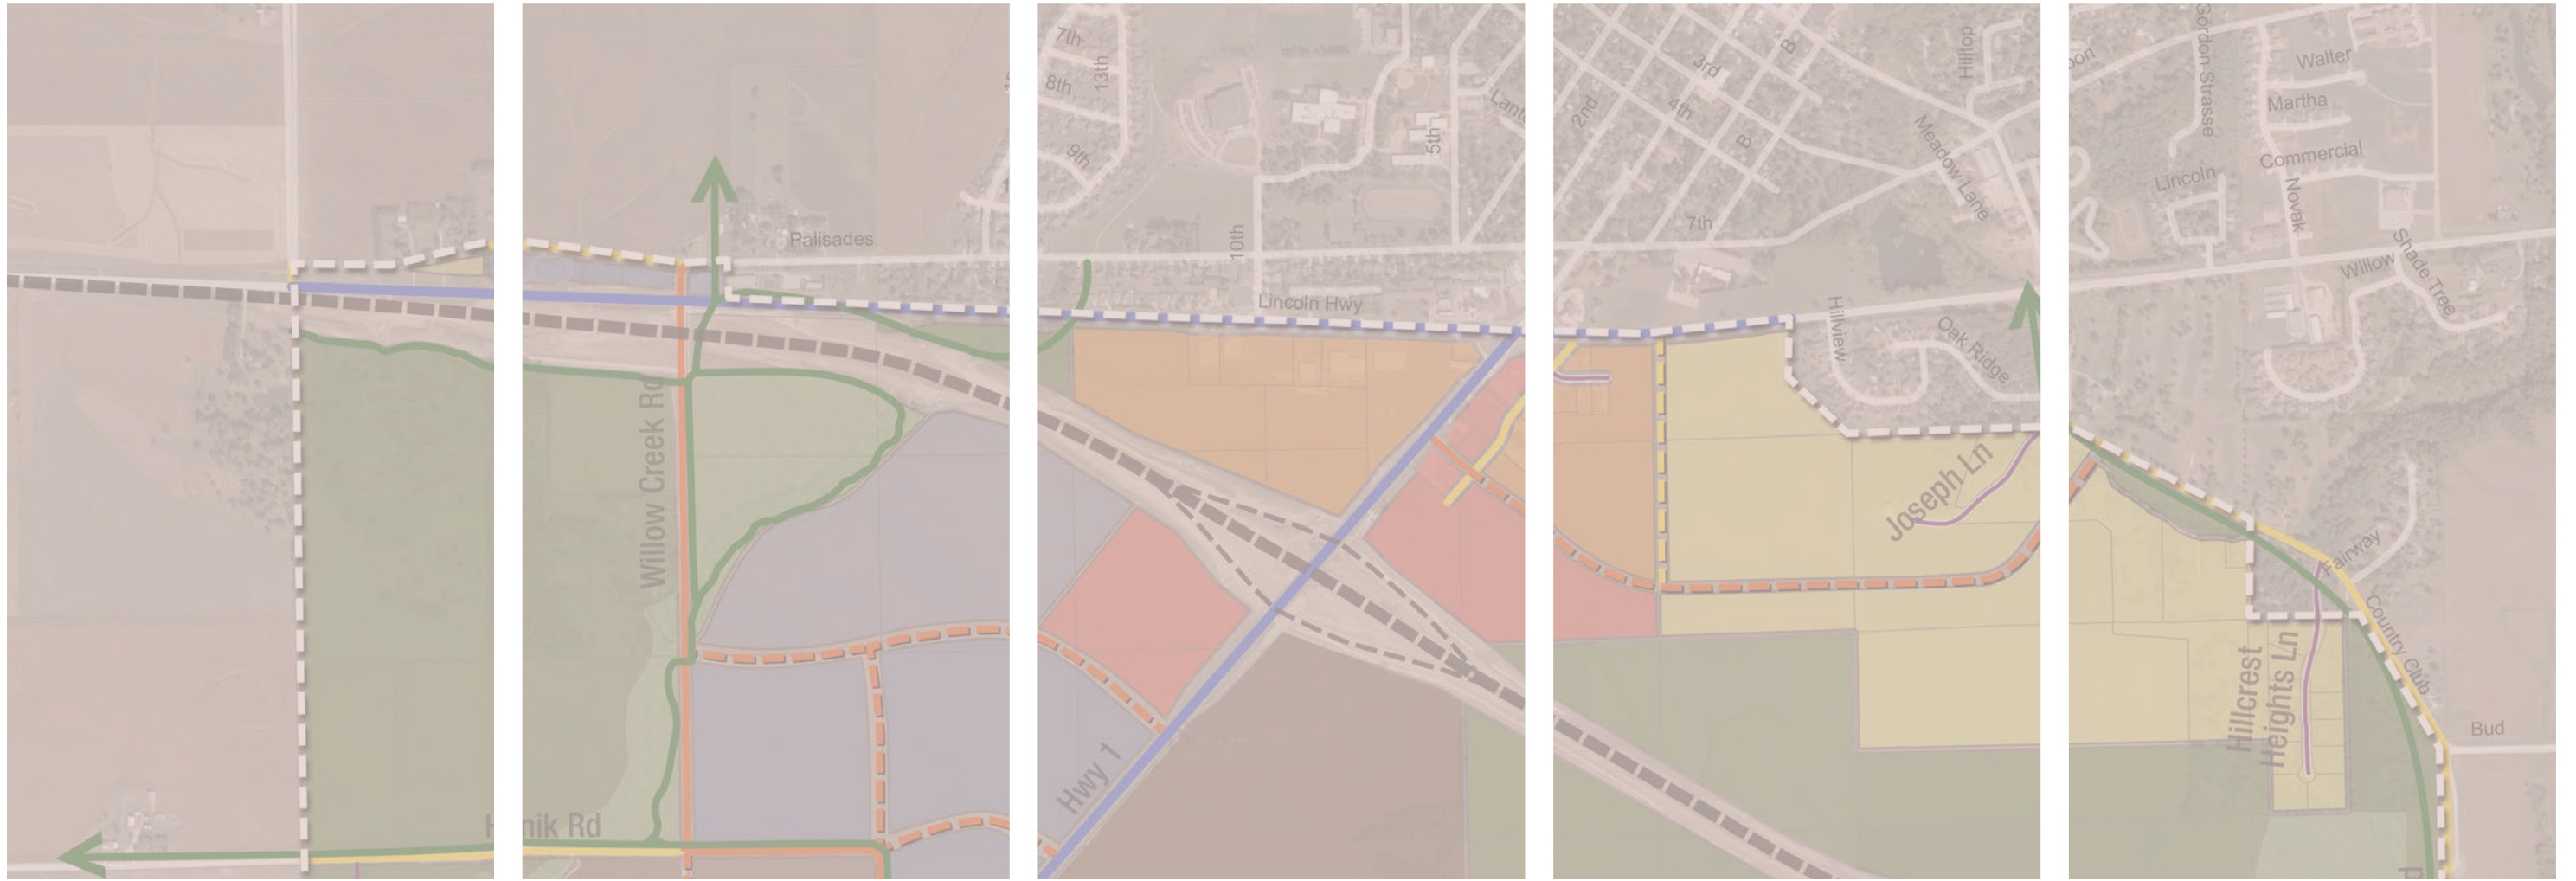 H
nik Rd
Willow Creek Rd
Palisades
7th
8th
9th
13th
10th
5th
Lincoln Hwy
Hwy 1
2nd
3rd
4th
B
B
7th
Hilltop
Meadow Lane
Hillview
Oak Ridge
Joseph Ln
Gordon Strasse
Walter
Martha
Commercial
Lincoln
Novak
Willow
Shade Tree
Fairway
Country Club
Hillcrest
Heights Ln
Bud